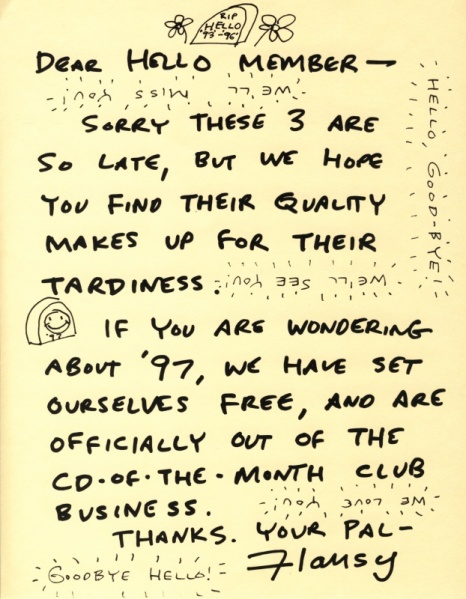 RIP
HELLO
'93-'96
DEAR HELLO MEMBER —
WE'LL MISS YOU!
SORRY THESE 3 ARE
SO LATE, BUT WE HOPE
YOU FIND THEIR QUALITY
MAKES UP FOR THEIR
TARDINESS.
WE'LL SEE YOU!
HELLO, GOOD-BYE!
IF YOU ARE WONDERING
ABOUT '97, WE HAVE SET
OURSELVES FREE, AND ARE
OFFICIALLY OUT OF THE
CD·OF·THE·MONTH CLUB
BUSINESS.
WE LOVE YOU!
THANKS. YOUR PAL —
Flansy
GOODBYE HELLO!